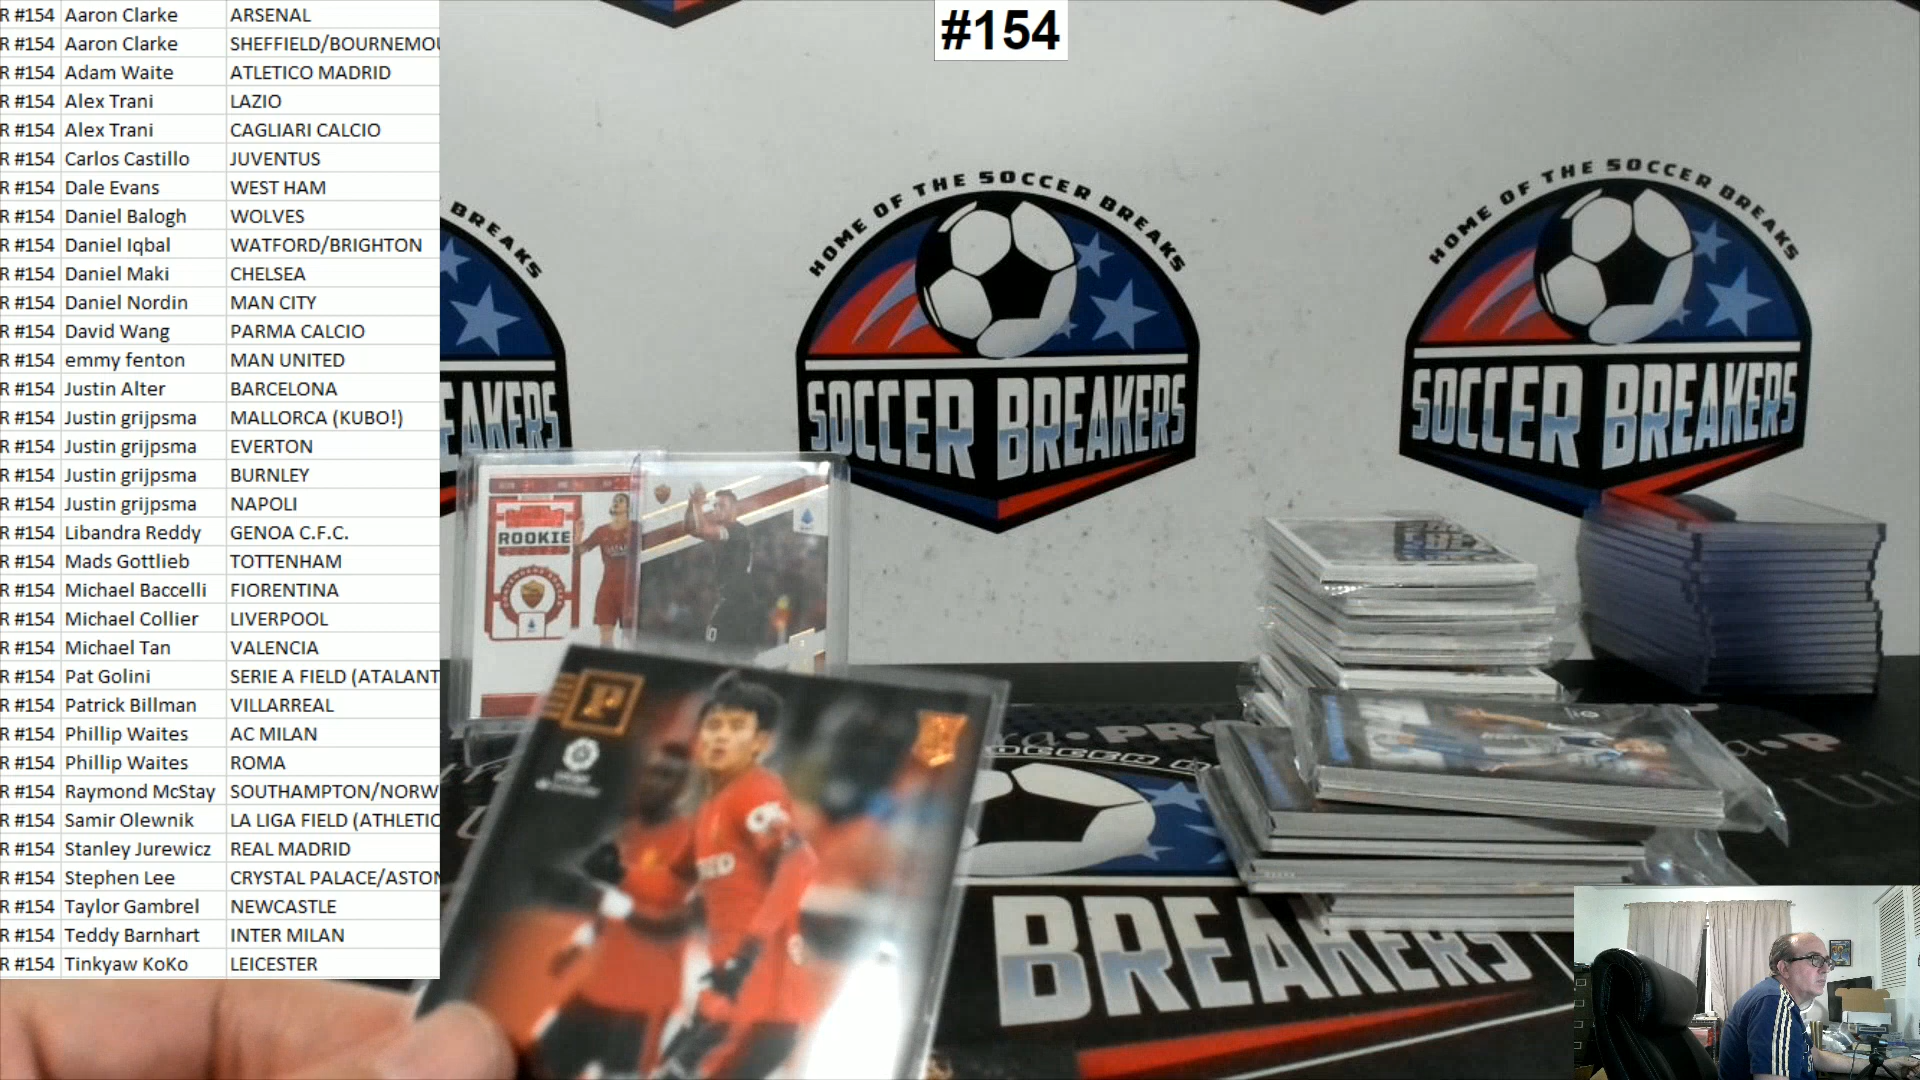 #154
R #154 Aaron Clarke ARSENAL
R #154 Aaron Clarke SHEFFIELD/BOURNEMOU
R #154 Adam Waite ATLETICO MADRID
R #154 Alex Trani LAZIO
R #154 Alex Trani CAGLIARI CALCIO
R #154 Carlos Castillo JUVENTUS
R #154 Dale Evans WEST HAM
R #154 Daniel Balogh WOLVES
R #154 Daniel Iqbal WATFORD/BRIGHTON
R #154 Daniel Maki CHELSEA
R #154 Daniel Nordin MAN CITY
R #154 David Wang PARMA CALCIO
R #154 emmy fenton MAN UNITED
R #154 Justin Alter BARCELONA
R #154 Justin grijpsma MALLORCA (KUBO!)
R #154 Justin grijpsma EVERTON
R #154 Justin grijpsma BURNLEY
R #154 Justin grijpsma NAPOLI
R #154 Libandra Reddy GENOA C.F.C.
R #154 Mads Gottlieb TOTTENHAM
R #154 Michael Baccelli FIORENTINA
R #154 Michael Collier LIVERPOOL
R #154 Michael Tan VALENCIA
R #154 Pat Golini SERIE A FIELD (ATALANT
R #154 Patrick Billman VILLARREAL
R #154 Phillip Waites AC MILAN
R #154 Phillip Waites ROMA
R #154 Raymond McStay SOUTHAMPTON/NORW
R #154 Samir Olewnik LA LIGA FIELD (ATHLETIC
R #154 Stanley Jurewicz REAL MADRID
R #154 Stephen Lee CRYSTAL PALACE/ASTON
R #154 Taylor Gambrel NEWCASTLE
R #154 Teddy Barnhart INTER MILAN
R #154 Tinkyaw KoKo LEICESTER
BREAKS
EAKERS
HOME OF THE SOCCER BREAKS
SOCCER BREAKERS
HOME OF THE SOCCER BREAKS
SOCCER BREAKERS
ROOKIE
P
SOCCER
BREAKERS